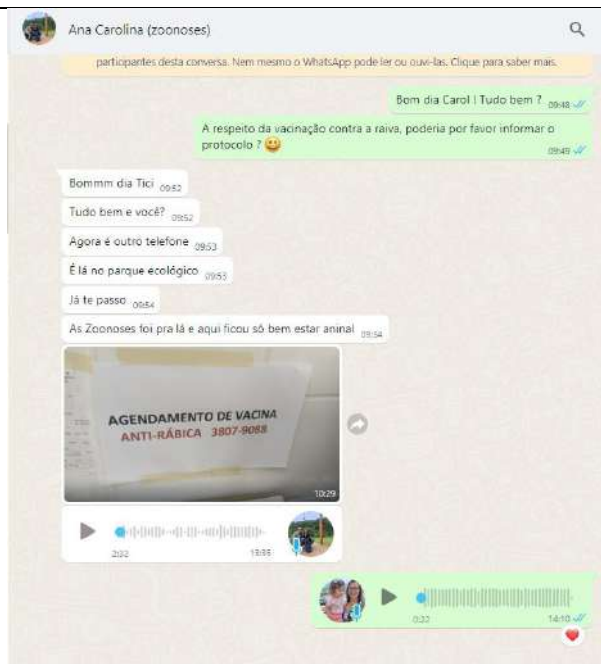 Ana Carolina (zoonoses)
participantes desta conversa. Nem mesmo o WhatsApp pode ler ou ouvi-las. Clique para saber mais.
Bom dia Carol ! Tudo bem ? 09:48
A respeito da vacinação contra a raiva, poderia por favor informar o
protocolo ? 😃
09:49
Bommm dia Tici 09:52
Tudo bem e você? 09:52
Agora é outro telefone 09:53
É lá no parque ecológico 09:53
Já te passo 09:54
As Zoonoses foi pra lá e aqui ficou só bem estar aninal 09:54
AGENDAMENTO DE VACINA
ANTI-RÁBICA 3807-9088
10:29
2:32 13:35
0:33 14:10